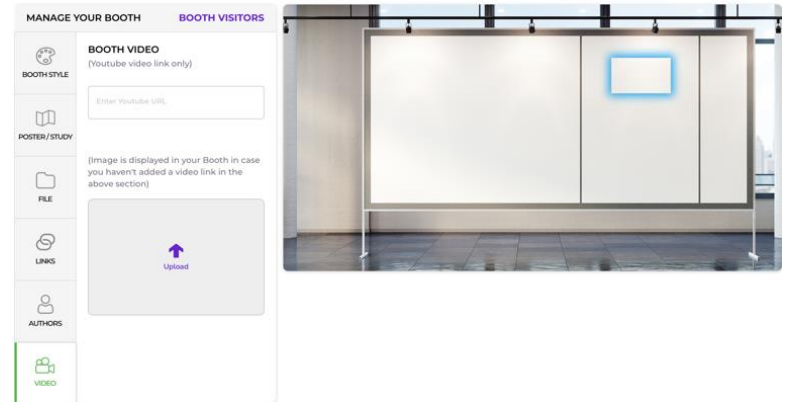 MANAGE YOUR BOOTH
BOOTH VISITORS
BOOTH STYLE
POSTER / STUDY
FILE
LINKS
AUTHORS
VIDEO
BOOTH VIDEO
(Youtube video link only)
Enter Youtube URL
(Image is displayed in your Booth in case
you haven't added a video link in the
above section)
Upload